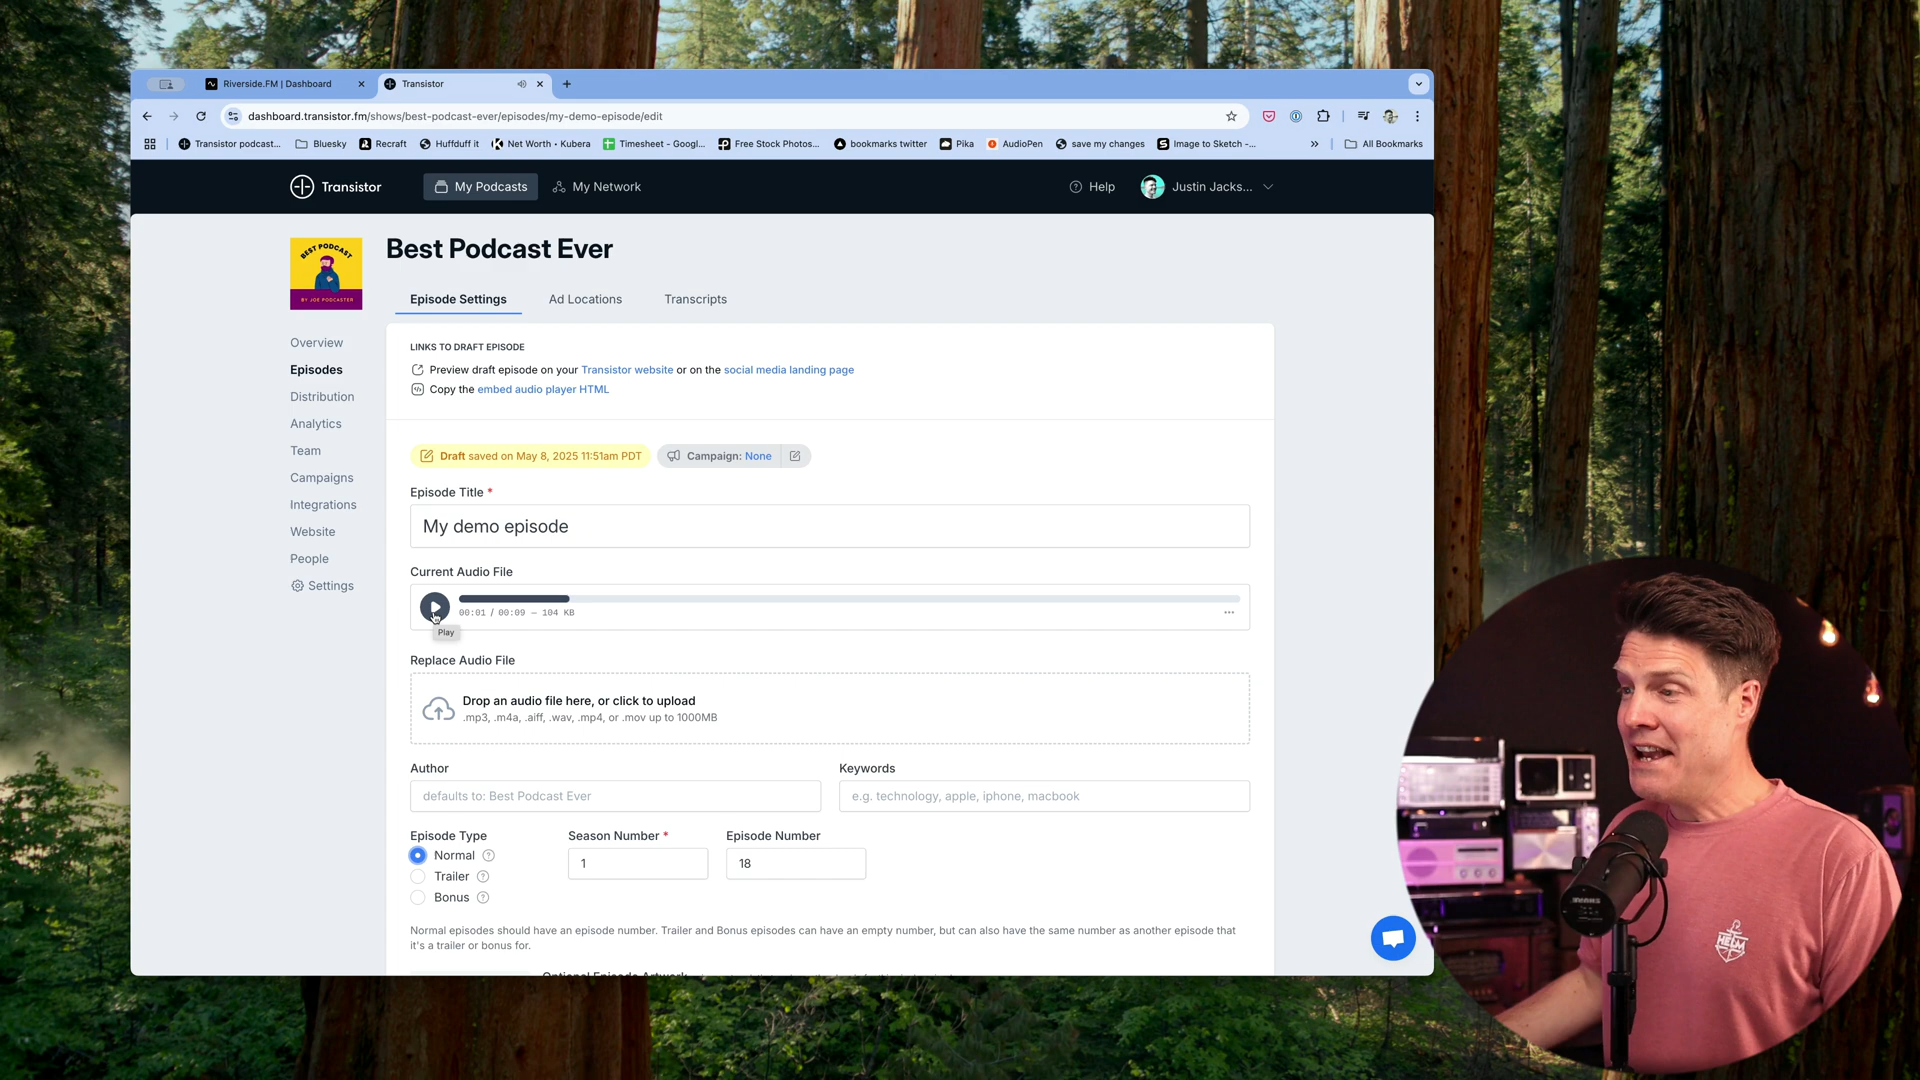 Riverside.FM | Dashboard
Transistor
dashboard.transistor.fm/shows/best-podcast-ever/episodes/my-demo-episode/edit
Transistor podcast...
Bluesky
Recraft
Huffduff it
Net Worth • Kubera
Timesheet - Googl...
Free Stock Photos...
bookmarks twitter
Pika
AudioPen
save my changes
Image to Sketch -...
All Bookmarks
Transistor
My Podcasts
My Network
Help
Justin Jacks...
BEST PODCAST
BY JOE PODCASTER
Best Podcast Ever
Episode Settings
Ad Locations
Transcripts
Overview
Episodes
Distribution
Analytics
Team
Campaigns
Integrations
Website
People
Settings
LINKS TO DRAFT EPISODE
Preview draft episode on your Transistor website or on the social media landing page
Copy the embed audio player HTML
Draft saved on May 8, 2025 11:51am PDT
Campaign: None
Episode Title *
My demo episode
Current Audio File
00:01 / 00:09 — 104 KB
Play
Replace Audio File
Drop an audio file here, or click to upload
.mp3, .m4a, .aiff, .wav, .mp4, or .mov up to 1000MB
Author
Keywords
defaults to: Best Podcast Ever
e.g. technology, apple, iphone, macbook
Episode Type
Season Number *
Episode Number
Normal
Trailer
Bonus
1
18
Normal episodes should have an episode number. Trailer and Bonus episodes can have an empty number, but can also have the same number as another episode that
it's a trailer or bonus for.
Optional Episode Artwork
HELM